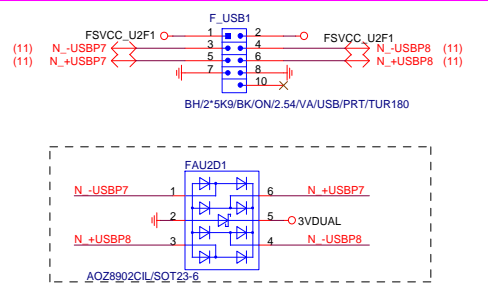 F_USB1
FSVCC_U2F1 1 2 FSVCC_U2F1
(11) N_-USBP7 3 4 N_-USBP8 (11)
(11) N_+USBP7 5 6 N_+USBP8 (11)
7 8
10
BH/2*5K9/BK/ON/2.54/VA/USB/PRT/TUR180
FAU2D1
N_-USBP7 1 6 N_+USBP7
2 5 3VDUAL
N_+USBP8 3 4 N_-USBP8
AOZ8902CIL/SOT23-6